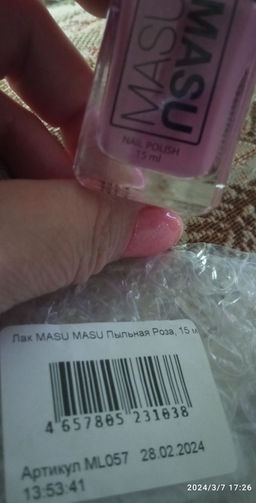 MASU
MASU
NAIL POLISH
15 ml
Лак MASU MASU Пыльная Роза, 15 м
4 657805 231038
Артикул ML057 28.02.2024
13:53:41
2024/3/7 17:26